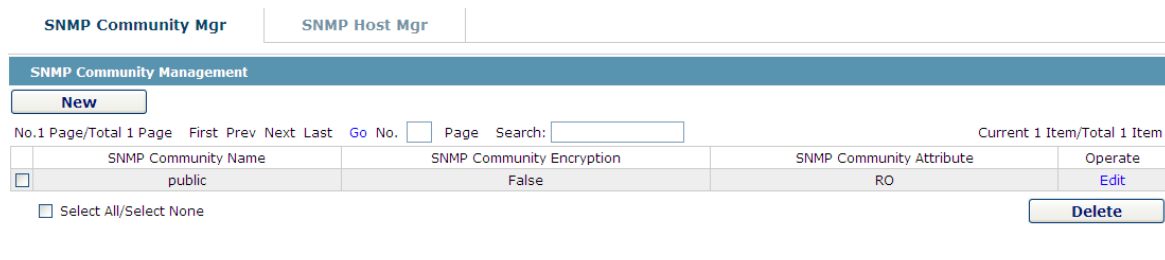 SNMP Community Mgr SNMP Host Mgr
SNMP Community Management
New
No.1 Page/Total 1 Page First Prev Next Last Go No. Page Search: Current 1 Item/Total 1 Item
SNMP Community Name SNMP Community Encryption SNMP Community Attribute Operate
public False RO Edit
Select All/Select None Delete